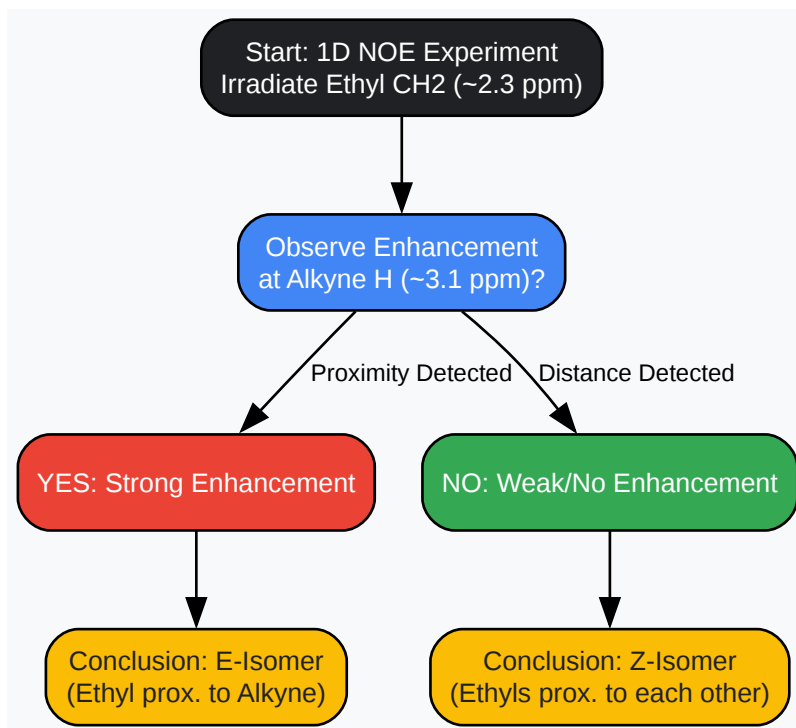 Start: 1D NOE Experiment
Irradiate Ethyl CH2 (~2.3 ppm)
Observe Enhancement
at Alkyne H (~3.1 ppm)?
Proximity Detected
Distance Detected
YES: Strong Enhancement
NO: Weak/No Enhancement
Conclusion: E-Isomer
(Ethyl prox. to Alkyne)
Conclusion: Z-Isomer
(Ethyls prox. to each other)